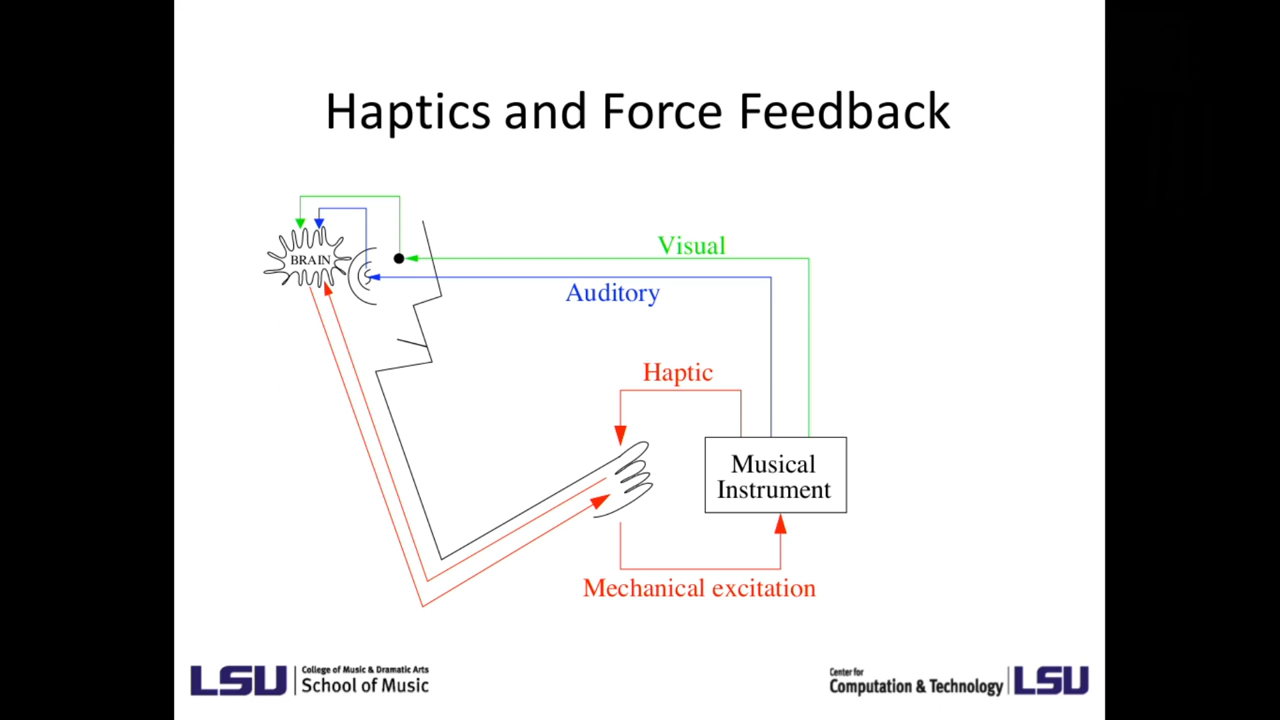 Haptics and Force Feedback
BRAIN
Visual
Auditory
Haptic
Musical
Instrument
Mechanical excitation
LSU
College of Music & Dramatic Arts
School of Music
Center for
Computation & Technology
LSU